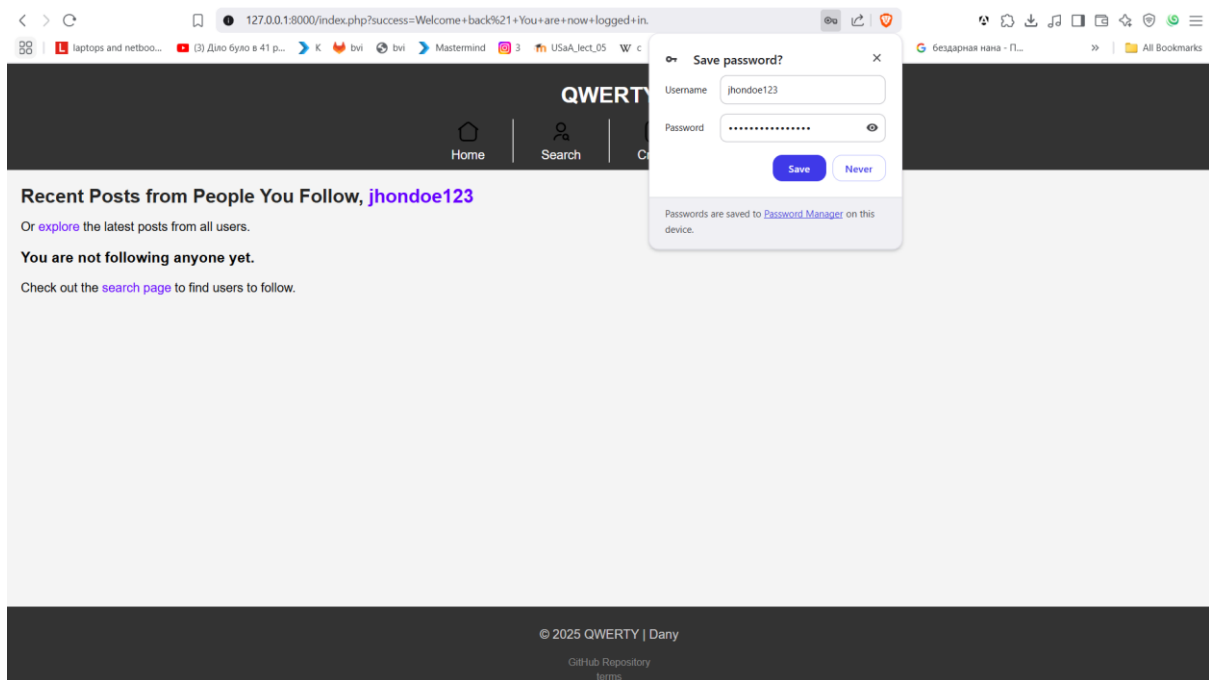 127.0.0.1:8000/index.php?success=Welcome+back%21+You+are+now+logged+in.
laptops and netboo... (3) Діло було в 41 р... K bvi bvi Mastermind 3 USaA_lect_05 с бездарная нана - П... » All Bookmarks
Save password?
Username jhondoe123
Password ••••••••••••••••
Save Never
Passwords are saved to Password Manager on this
device.
QWERTY
Home Search
Recent Posts from People You Follow, jhondoe123
Or explore the latest posts from all users.
You are not following anyone yet.
Check out the search page to find users to follow.
© 2025 QWERTY | Dany
GitHub Repository
terms